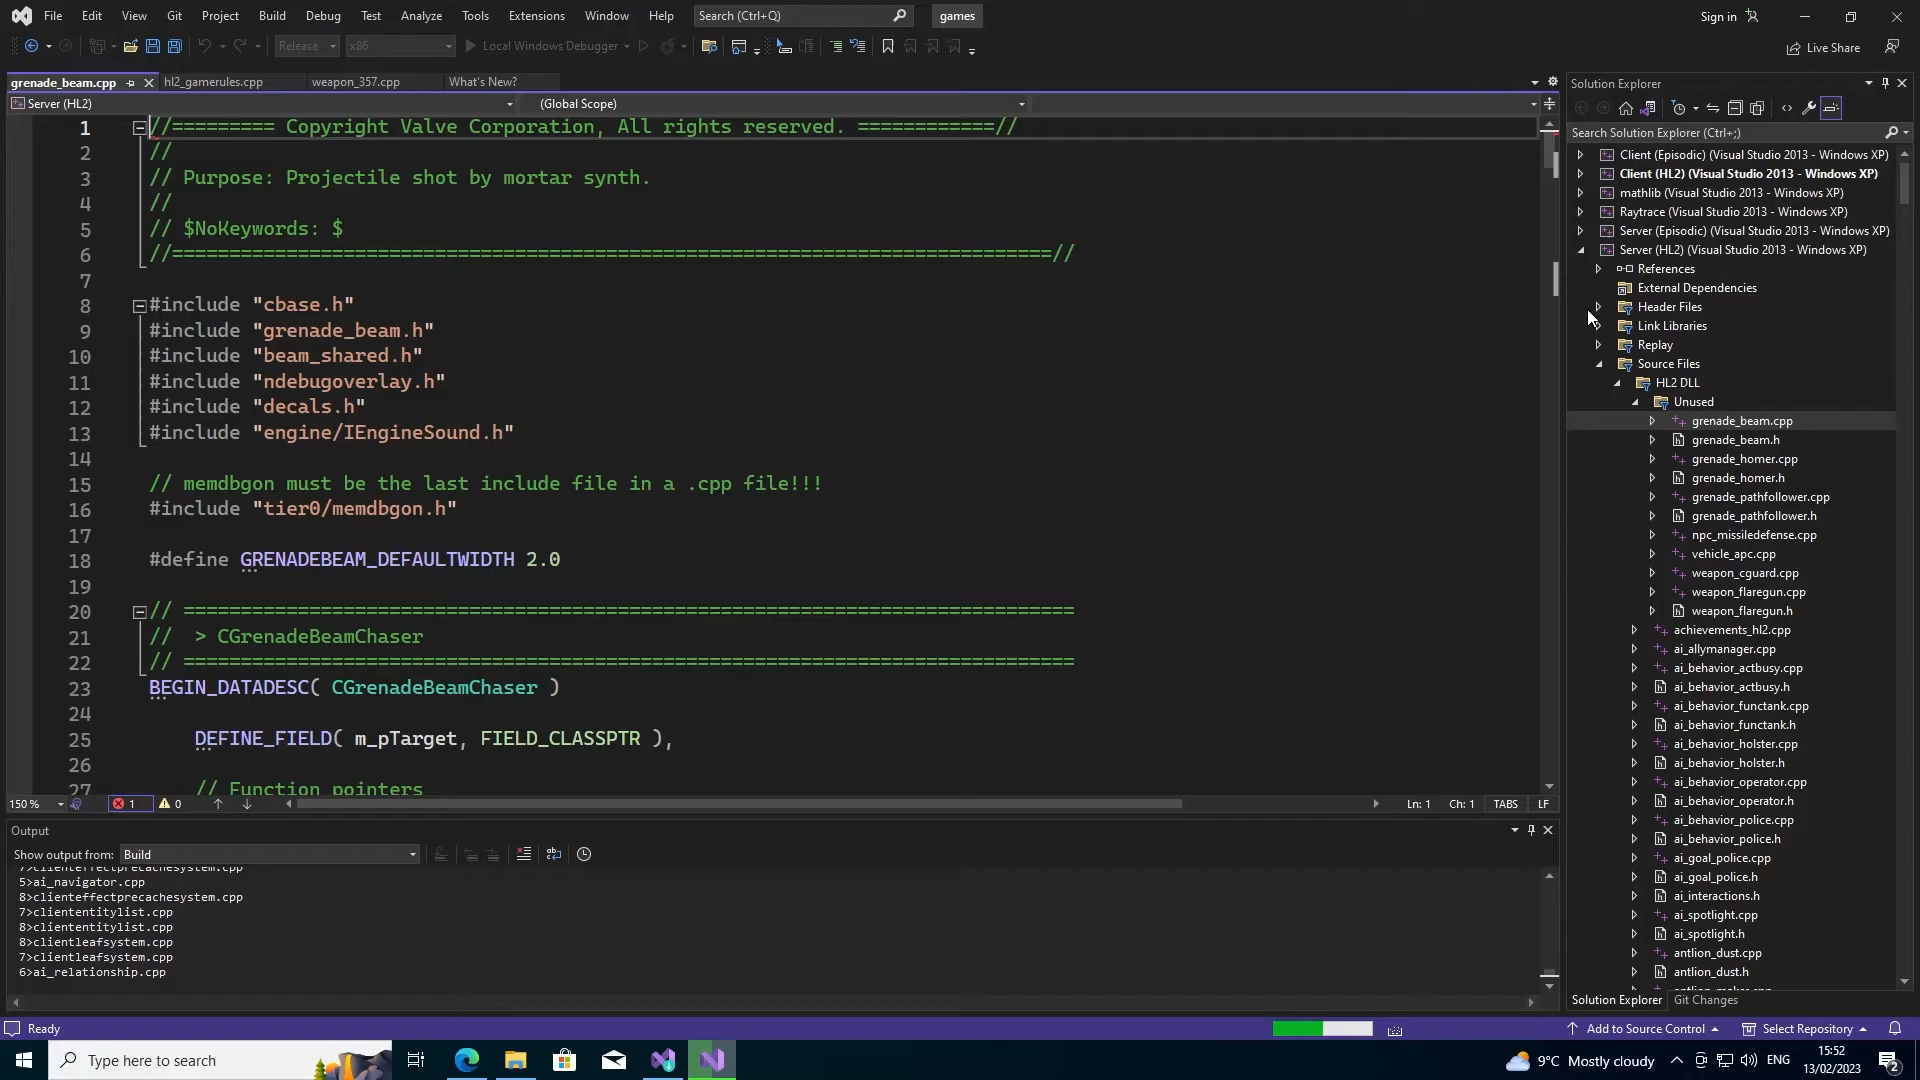 File Edit View Git Project Build Debug Test Analyze Tools Extensions Window Help Search (Ctrl+Q) games Sign in
Release x86 Local Windows Debugger Live Share
grenade_beam.cpp hl2_gamerules.cpp weapon_357.cpp What's New?
Server (HL2) (Global Scope)
1 //========= Copyright Valve Corporation, All rights reserved. ============//
2 //
3 // Purpose: Projectile shot by mortar synth.
4 //
5 // $NoKeywords: $
6 //=============================================================================//
7
8 #include "cbase.h"
9 #include "grenade_beam.h"
10 #include "beam_shared.h"
11 #include "ndebugoverlay.h"
12 #include "decals.h"
13 #include "engine/IEngineSound.h"
14
15 // memdbgon must be the last include file in a .cpp file!!!
16 #include "tier0/memdbgon.h"
17
18 #define GRENADEBEAM_DEFAULTWIDTH 2.0
19
20 // ==============================================================================
21 // > CGrenadeBeamChaser
22 // ==============================================================================
23 BEGIN_DATADESC( CGrenadeBeamChaser )
24
25 DEFINE_FIELD( m_pTarget, FIELD_CLASSPTR ),
26
27 // Function pointers
150 % 1 0 Ln: 1 Ch: 1 TABS LF
Output
Show output from: Build
7>clienteffectprecachesystem.cpp
5>ai_navigator.cpp
8>clienteffectprecachesystem.cpp
7>cliententitylist.cpp
8>cliententitylist.cpp
8>clientleafsystem.cpp
7>clientleafsystem.cpp
6>ai_relationship.cpp
Solution Explorer
Search Solution Explorer (Ctrl+;)
Client (Episodic) (Visual Studio 2013 - Windows XP)
Client (HL2) (Visual Studio 2013 - Windows XP)
mathlib (Visual Studio 2013 - Windows XP)
Raytrace (Visual Studio 2013 - Windows XP)
Server (Episodic) (Visual Studio 2013 - Windows XP)
Server (HL2) (Visual Studio 2013 - Windows XP)
References
External Dependencies
Header Files
Link Libraries
Replay
Source Files
HL2 DLL
Unused
grenade_beam.cpp
grenade_beam.h
grenade_homer.cpp
grenade_homer.h
grenade_pathfollower.cpp
grenade_pathfollower.h
npc_missiledefense.cpp
vehicle_apc.cpp
weapon_cguard.cpp
weapon_flaregun.cpp
weapon_flaregun.h
achievements_hl2.cpp
ai_allymanager.cpp
ai_behavior_actbusy.cpp
ai_behavior_actbusy.h
ai_behavior_functank.cpp
ai_behavior_functank.h
ai_behavior_holster.cpp
ai_behavior_holster.h
ai_behavior_operator.cpp
ai_behavior_operator.h
ai_behavior_police.cpp
ai_behavior_police.h
ai_goal_police.cpp
ai_goal_police.h
ai_interactions.h
ai_spotlight.cpp
ai_spotlight.h
antlion_dust.cpp
antlion_dust.h
antlion_maker.cpp
Solution Explorer Git Changes
Ready Add to Source Control Select Repository
Type here to search 9°C Mostly cloudy ENG 15:52
13/02/2023 2